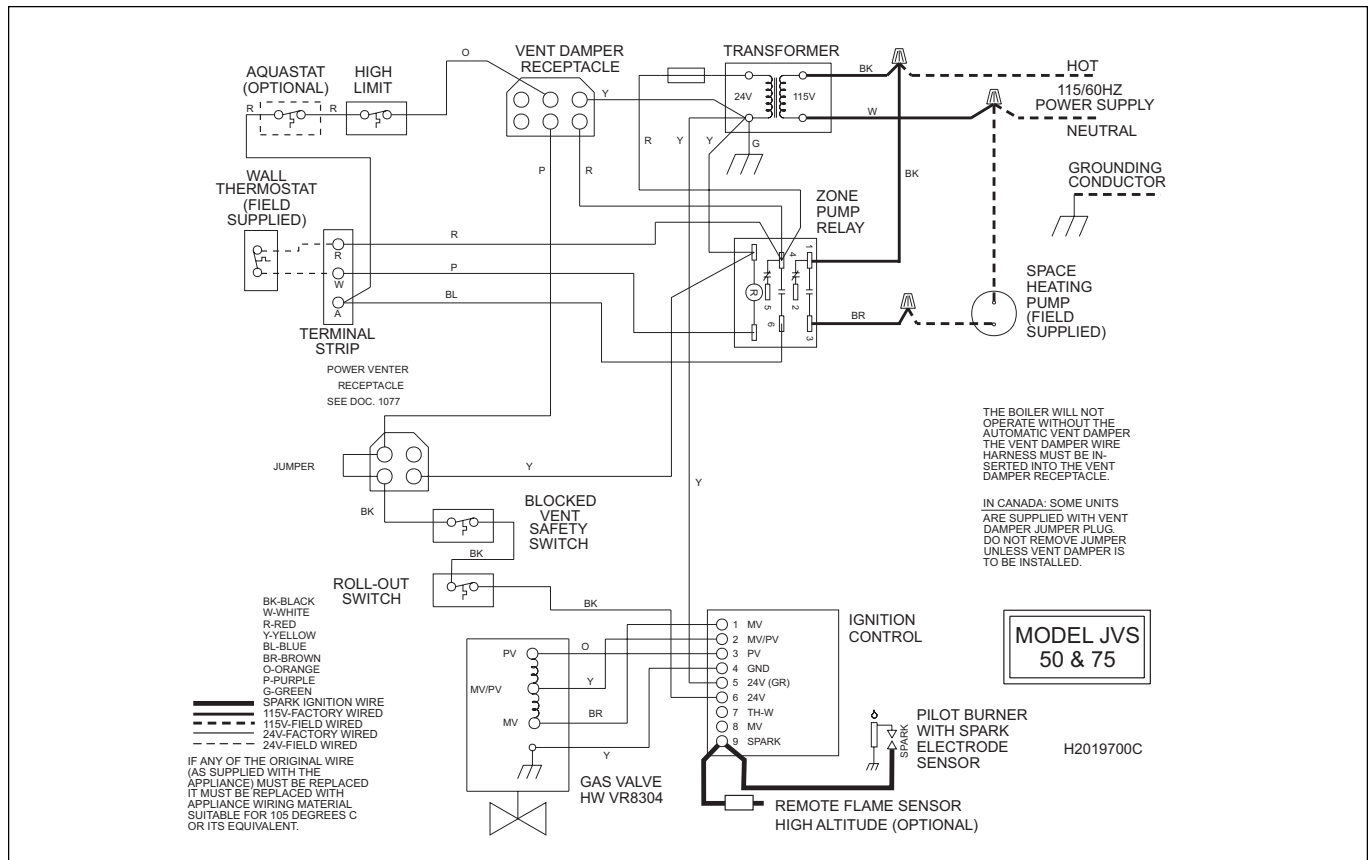 O
VENT DAMPER
RECEPTACLE
TRANSFORMER
AQUASTAT
(OPTIONAL)
HIGH
LIMIT
BK
HOT
R
R
Y
24V
115V
115/60HZ
POWER SUPPLY
W
NEUTRAL
R
Y
Y
G
P
R
BK
WALL
THERMOSTAT
(FIELD
SUPPLIED)
ZONE
PUMP
RELAY
GROUNDING
CONDUCTOR
R
R
1
4
P
W
R
5
2
BL
A
6
3
BR
SPACE
HEATING
PUMP
(FIELD
SUPPLIED)
TERMINAL
STRIP
POWER VENTER
RECEPTACLE
SEE DOC. 1077
THE BOILER WILL NOT
OPERATE WITHOUT THE
AUTOMATIC VENT DAMPER
THE VENT DAMPER WIRE
HARNESS MUST BE IN-
SERTED INTO THE VENT
DAMPER RECEPTACLE.
IN CANADA: SOME UNITS
ARE SUPPLIED WITH VENT
DAMPER JUMPER PLUG.
DO NOT REMOVE JUMPER
UNLESS VENT DAMPER IS
TO BE INSTALLED.
JUMPER
Y
Y
BK
BLOCKED
VENT
SAFETY
SWITCH
BK
ROLL-OUT
SWITCH
BK
BK-BLACK
W-WHITE
R-RED
Y-YELLOW
BL-BLUE
BR-BROWN
O-ORANGE
P-PURPLE
G-GREEN
SPARK IGNITION WIRE
115V-FACTORY WIRED
115V-FIELD WIRED
24V-FACTORY WIRED
24V-FIELD WIRED
IF ANY OF THE ORIGINAL WIRE
(AS SUPPLIED WITH THE
APPLIANCE) MUST BE REPLACED
IT MUST BE REPLACED WITH
APPLIANCE WIRING MATERIAL
SUITABLE FOR 105 DEGREES C
OR ITS EQUIVALENT.
PV
O
MV/PV
Y
MV
BR
Y
GAS VALVE
HW VR8304
1 MV
2 MV/PV
3 PV
4 GND
5 24V (GR)
6 24V
7 TH-W
8 MV
9 SPARK
IGNITION
CONTROL
MODEL JVS
50 & 75
SPARK
PILOT BURNER
WITH SPARK
ELECTRODE
SENSOR
H2019700C
REMOTE FLAME SENSOR
HIGH ALTITUDE (OPTIONAL)